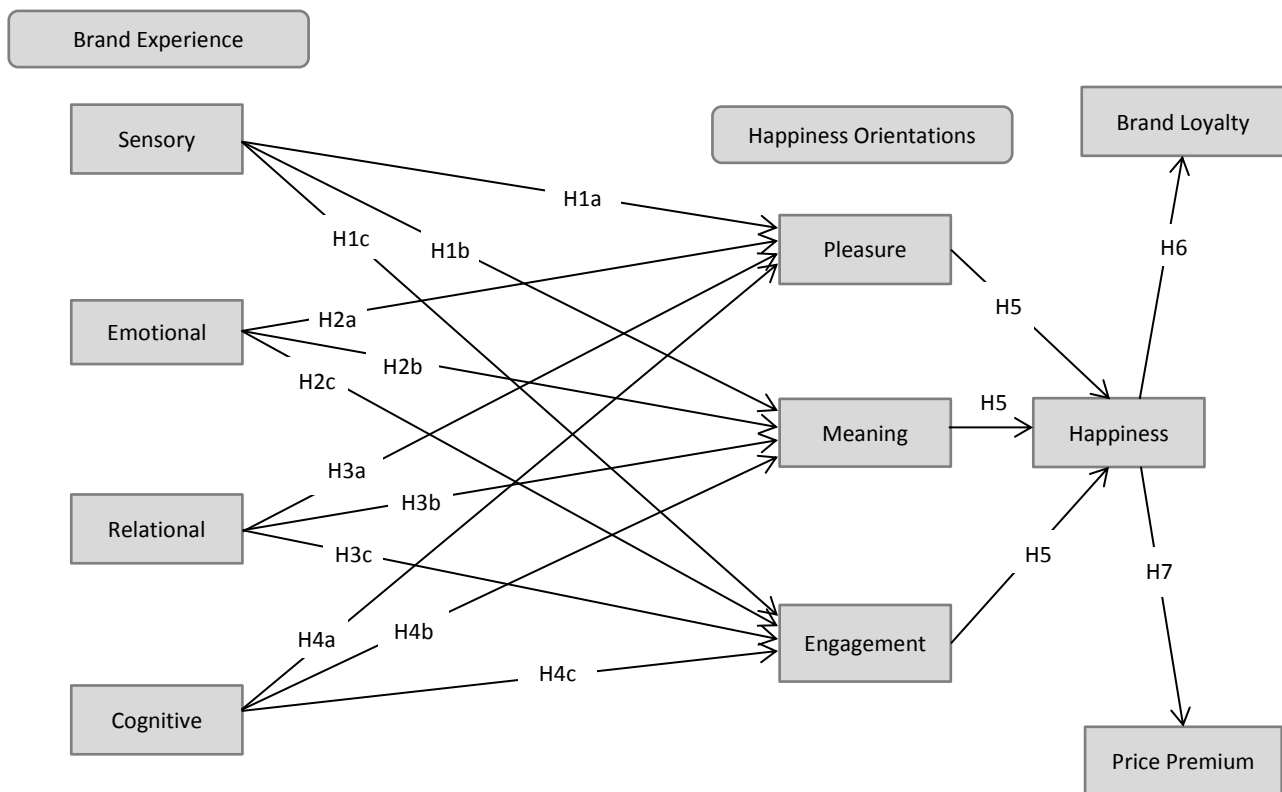 Brand Experience
Sensory
Emotional
Relational
Cognitive
H1a
H1b
H1c
H2a
H2b
H2c
H3a
H3b
H3c
H4a
H4b
H4c
Happiness Orientations
Pleasure
Meaning
Engagement
H5
H5
H5
Happiness
H6
H7
Brand Loyalty
Price Premium